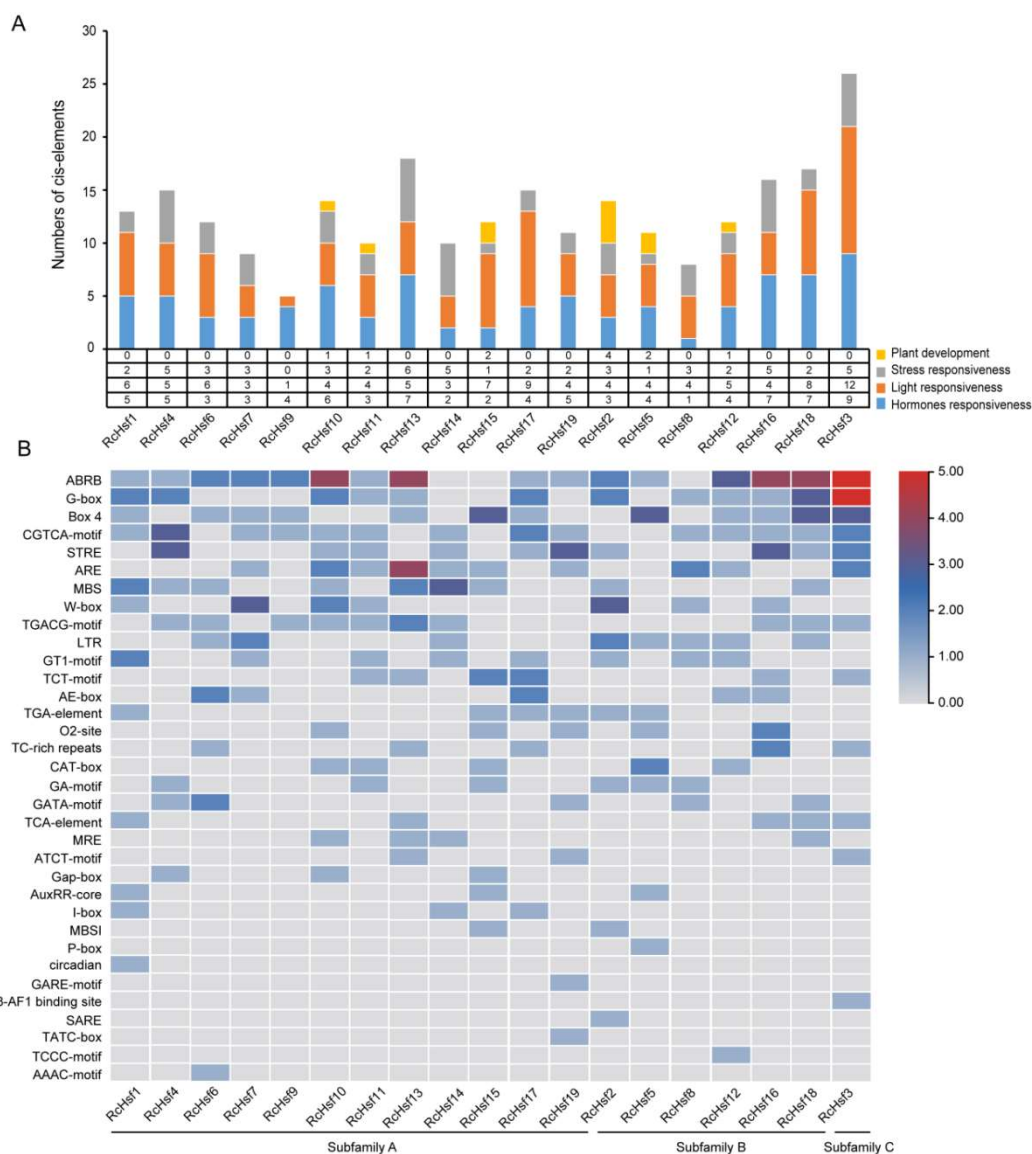 A
Numbers of cis-elements
35
30
25
20
15
10
5
0
0 0 0 0 0 1 1 0 0 2 0 0 4 2 0 1 0 0 0
2 5 3 3 0 3 2 6 5 1 2 2 3 1 3 2 5 2 5
6 5 6 3 1 4 4 5 3 7 9 4 4 4 4 5 4 8 12
5 5 3 3 4 6 3 7 2 2 4 5 3 4 1 4 7 7 9
Plant development
Stress responsiveness
Light responsiveness
Hormones responsiveness
RcHsf1 RcHsf4 RcHsf6 RcHsf7 RcHsf9 RcHsf10 RcHsf11 RcHsf13 RcHsf14 RcHsf15 RcHsf17 RcHsf19 RcHsf2 RcHsf5 RcHsf8 RcHsf12 RcHsf16 RcHsf18 RcHsf3
B
ABRB
G-box
Box 4
CGTCA-motif
STRE
ARE
MBS
W-box
TGACG-motif
LTR
GT1-motif
TCT-motif
AE-box
TGA-element
O2-site
TC-rich repeats
CAT-box
GA-motif
GATA-motif
TCA-element
MRE
ATCT-motif
Gap-box
AuxRR-core
I-box
MBSI
P-box
circadian
GARE-motif
3-AF1 binding site
SARE
TATC-box
TCCC-motif
AAAC-motif
5.00
4.00
3.00
2.00
1.00
0.00
RcHsf1 RcHsf4 RcHsf6 RcHsf7 RcHsf9 RcHsf10 RcHsf11 RcHsf13 RcHsf14 RcHsf15 RcHsf17 RcHsf19 RcHsf2 RcHsf5 RcHsf8 RcHsf12 RcHsf16 RcHsf18 RcHsf3
Subfamily A Subfamily B Subfamily C